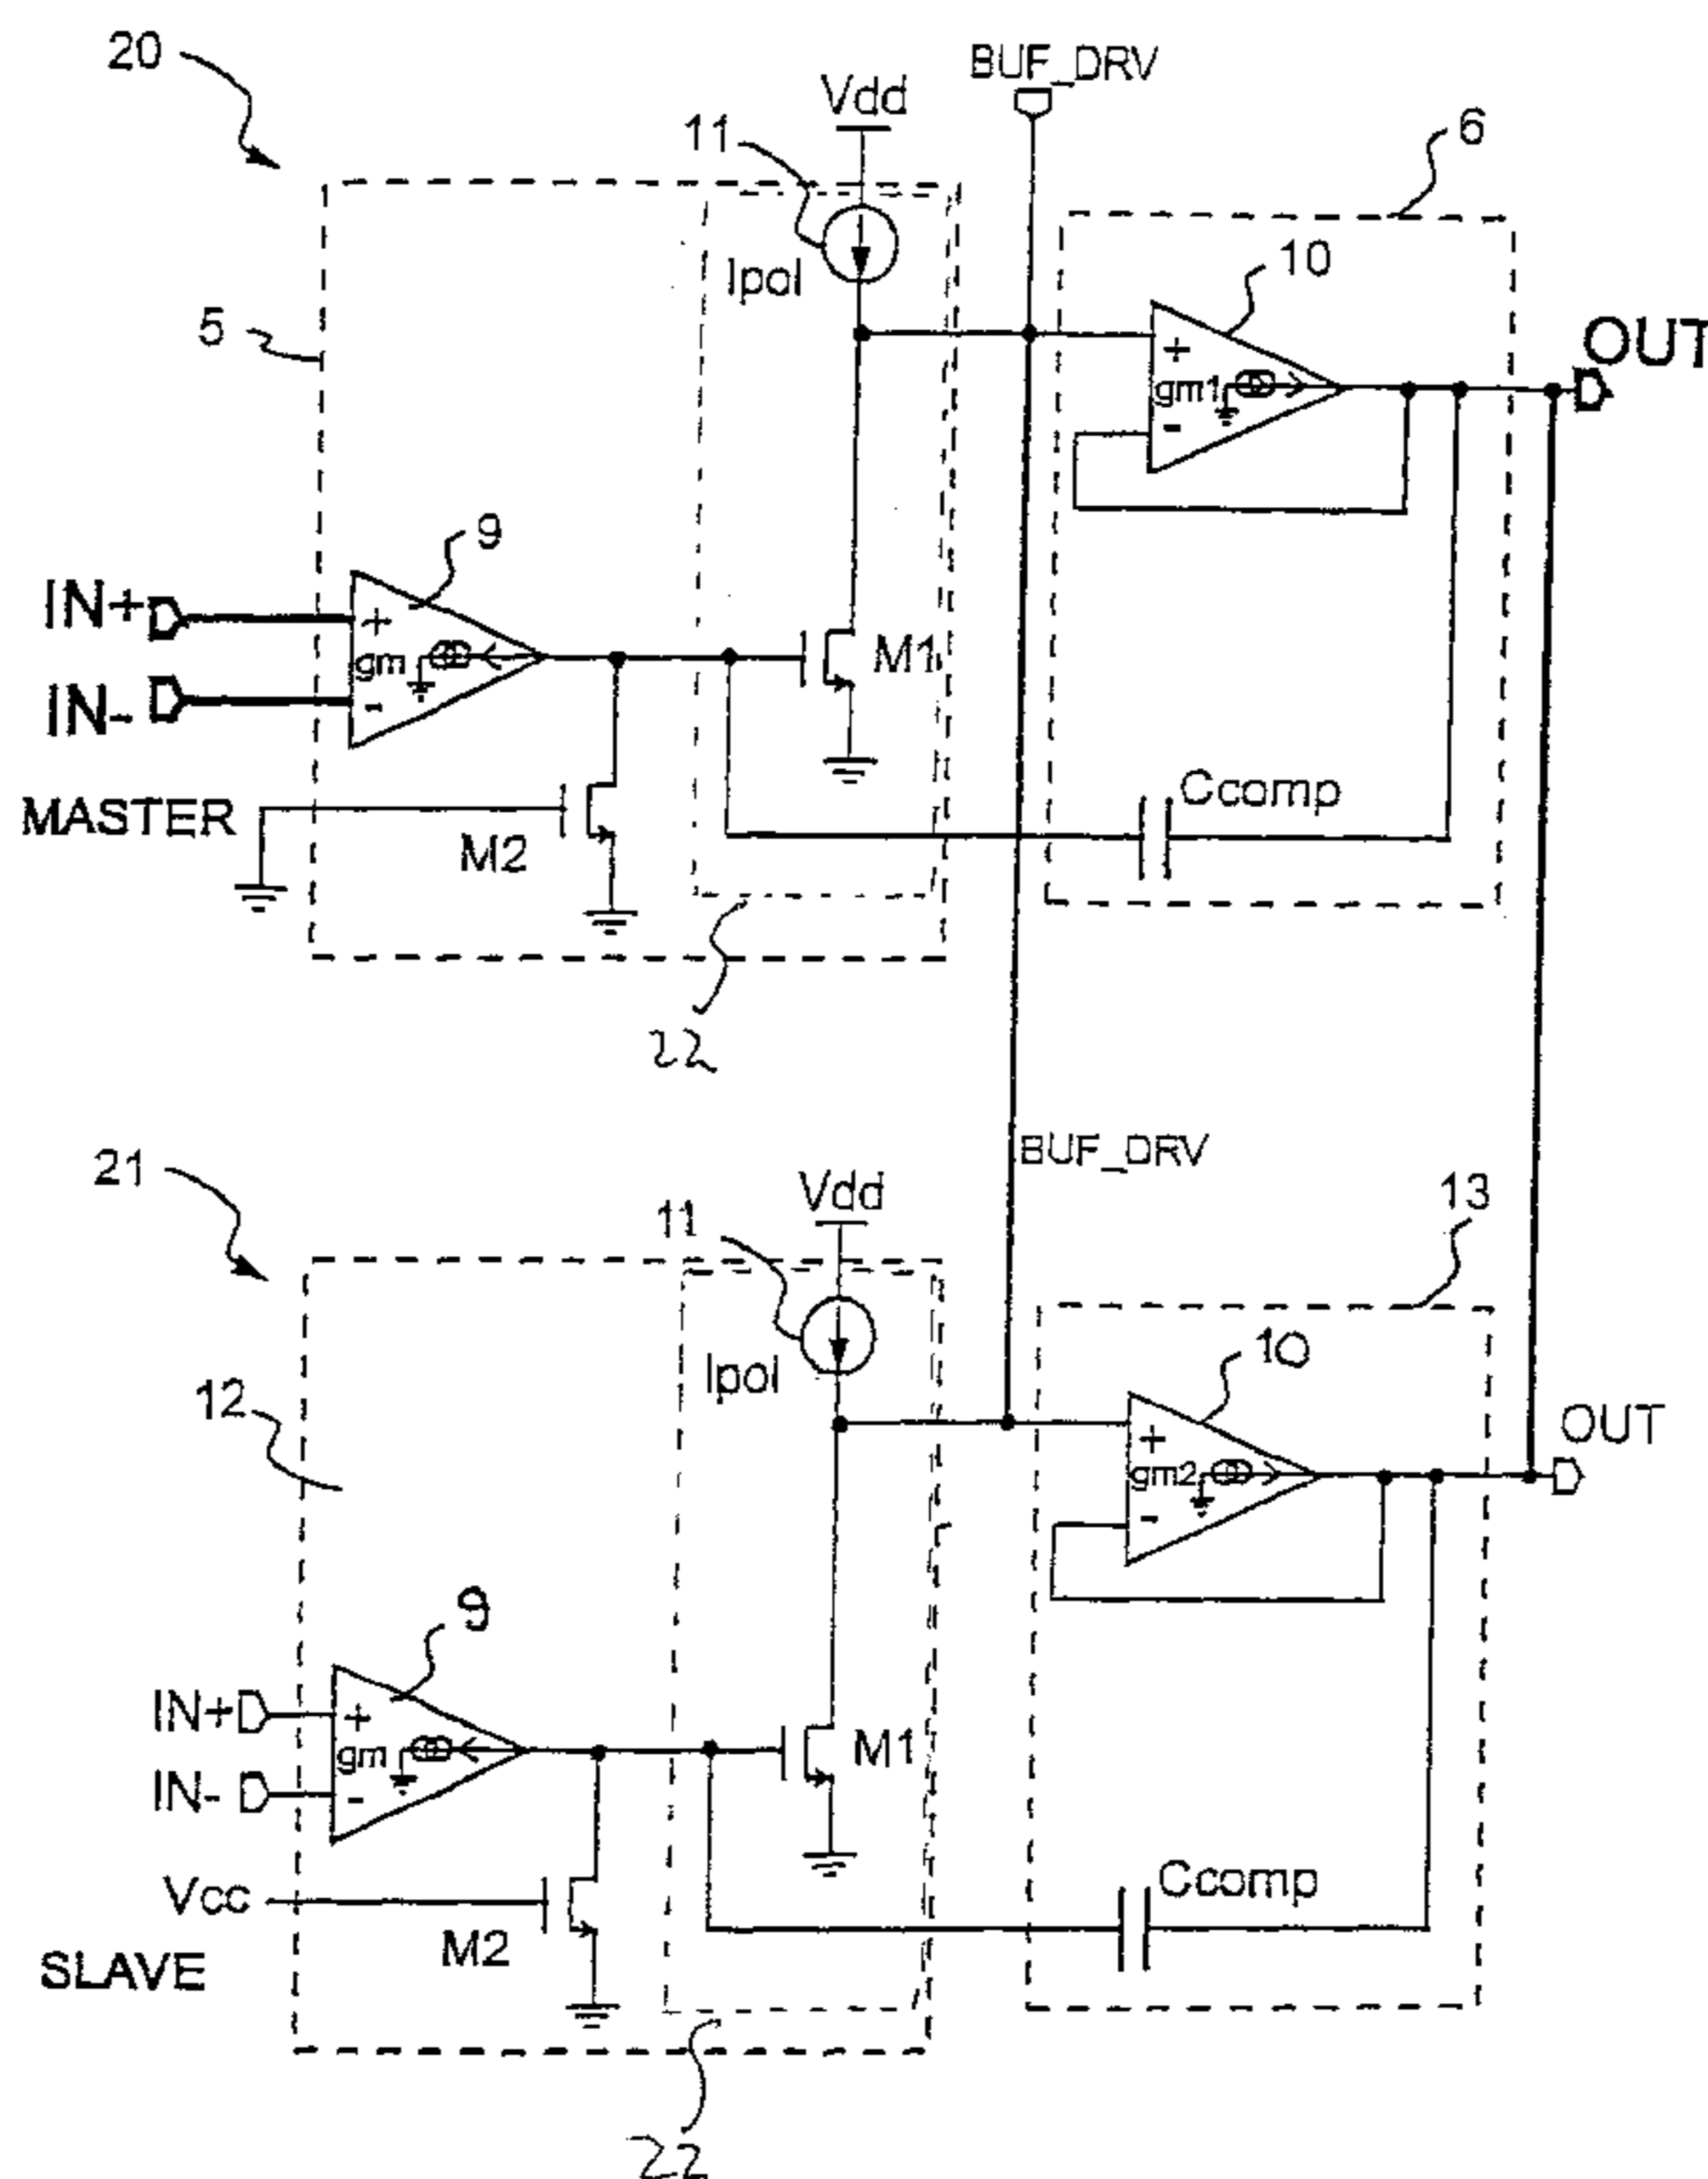 20
BUF_DRV
Vdd
6
11
10
Ipol
5
+
OUT
gm1
-
9
IN+
+
gm
M1
IN-
-
Ccomp
MASTER
M2
22
BUF_DRV
21
Vdd
13
11
10
Ipol
12
OUT
+
gm2
-
9
IN+
+
gm
M1
IN-
-
Ccomp
Vcc
M2
SLAVE
22